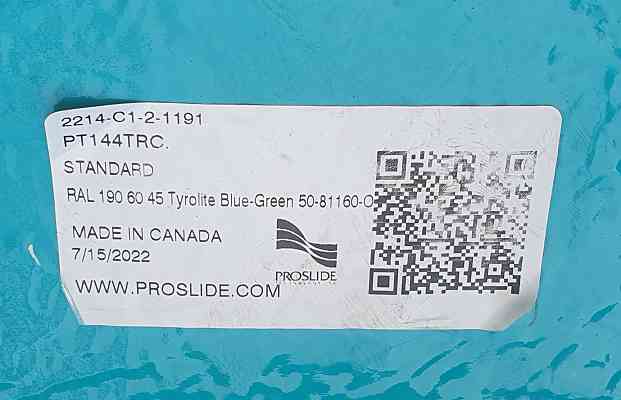 2214-C1-2-1191
PT144TRC.
STANDARD
RAL 190 60 45 Tyrolite Blue-Green 50-81160-O
MADE IN CANADA
7/15/2022
PROSLIDE
WWW.PROSLIDE.COM